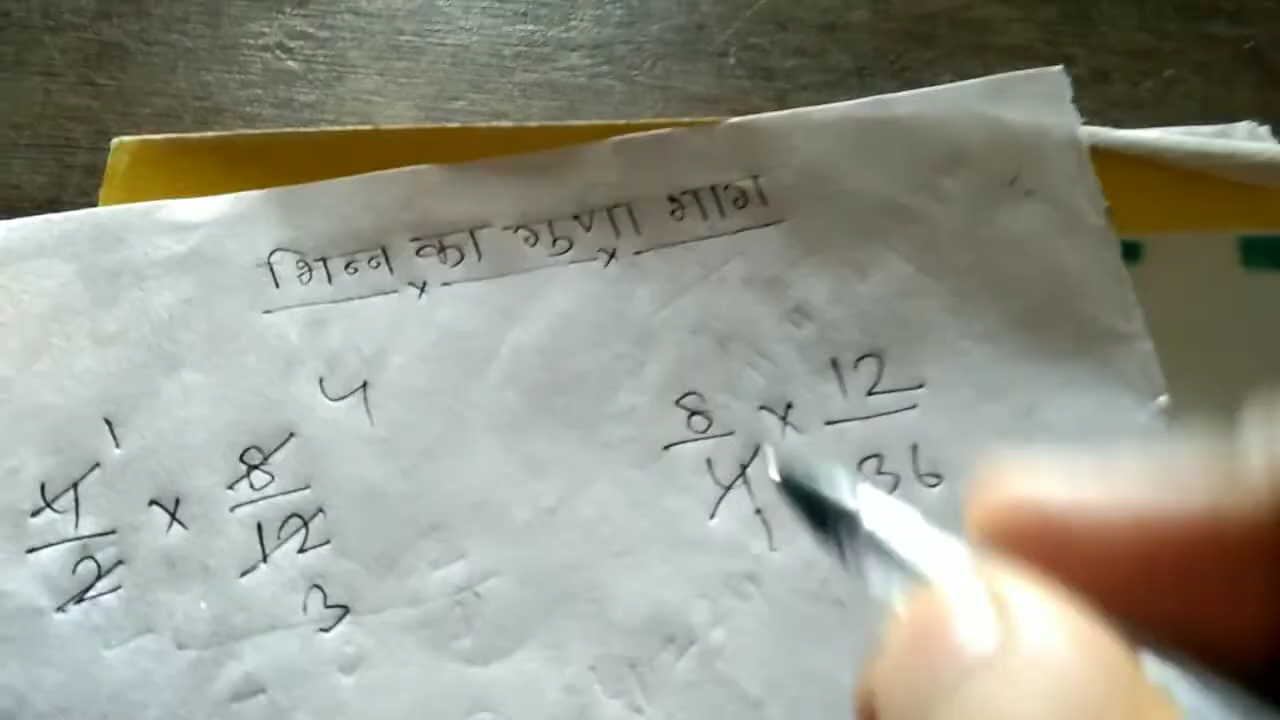 भिन्न का गुणा भाग
4/2 × 8/12
1
4
3
8/4 × 12/36
1